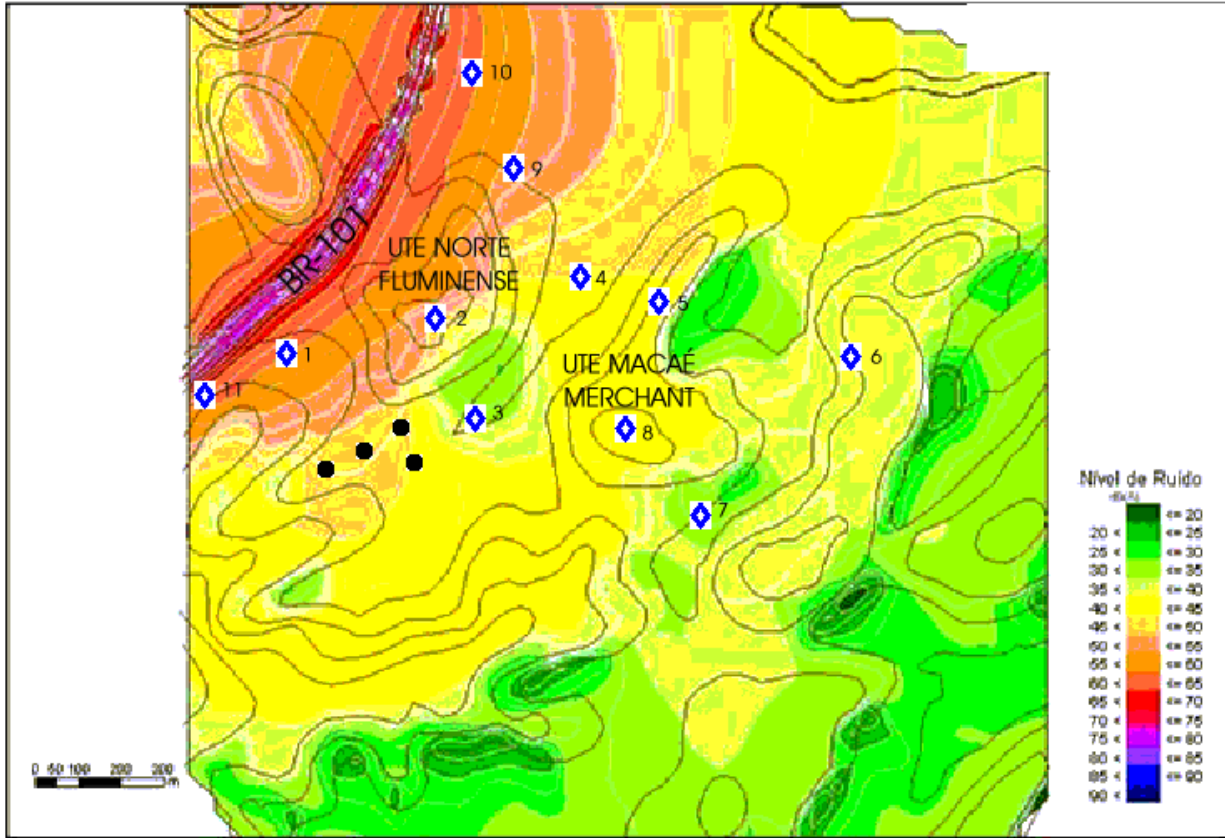 10
9
BR-101
UTE NORTE
FLUMINENSE
4
5
2
1
6
UTE MACAÉ
MERCHANT
11
3
8
7
Nível de Ruído
dB(A)
<= 20
20 < <= 25
25 < <= 30
30 < <= 35
35 < <= 40
40 < <= 45
45 < <= 50
50 < <= 55
55 < <= 60
60 < <= 65
65 < <= 70
70 < <= 75
75 < <= 80
80 < <= 85
85 < <= 90
90 <
0 50 100 200 300
m